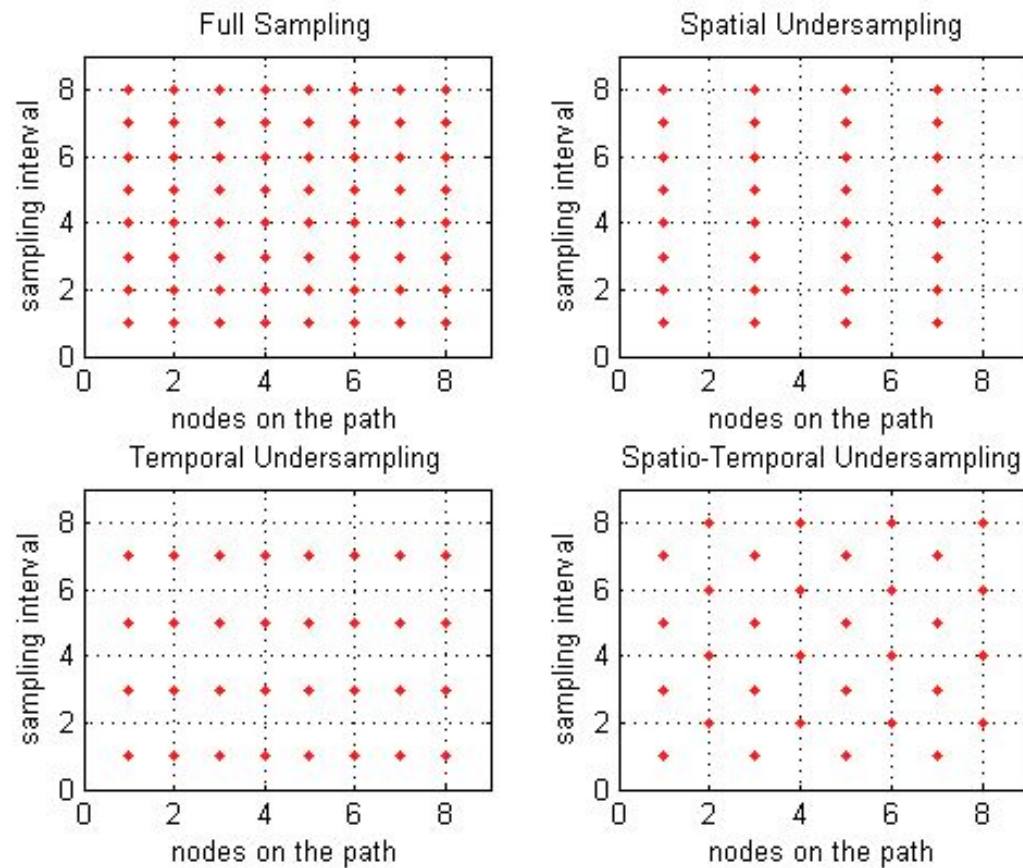 Full Sampling
sampling interval
8
6
4
2
0
0 2 4 6 8
nodes on the path
Spatial Undersampling
sampling interval
8
6
4
2
0
0 2 4 6 8
nodes on the path
Temporal Undersampling
sampling interval
8
6
4
2
0
0 2 4 6 8
nodes on the path
Spatio-Temporal Undersampling
sampling interval
8
6
4
2
0
0 2 4 6 8
nodes on the path